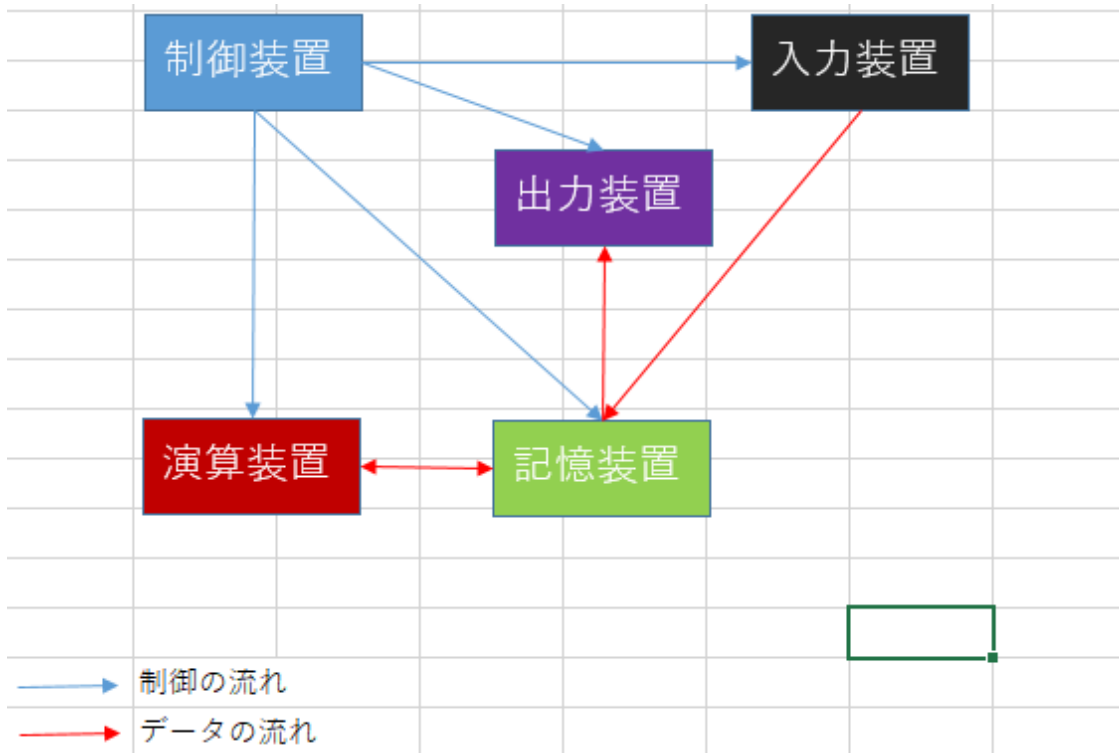 制御装置
入力装置
出力装置
演算装置
記憶装置
制御の流れ
データの流れ